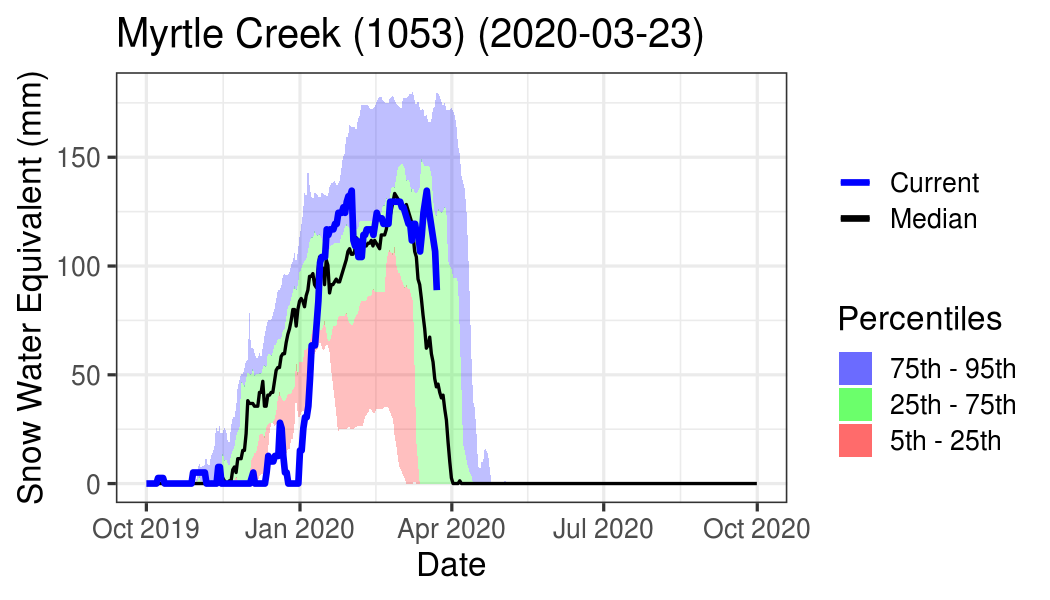 Myrtle Creek (1053) (2020-03-23)
Snow Water Equivalent (mm)
150
100
50
0
Oct 2019 Jan 2020 Apr 2020 Jul 2020 Oct 2020
Date
Current
Median
Percentiles
75th - 95th
25th - 75th
5th - 25th